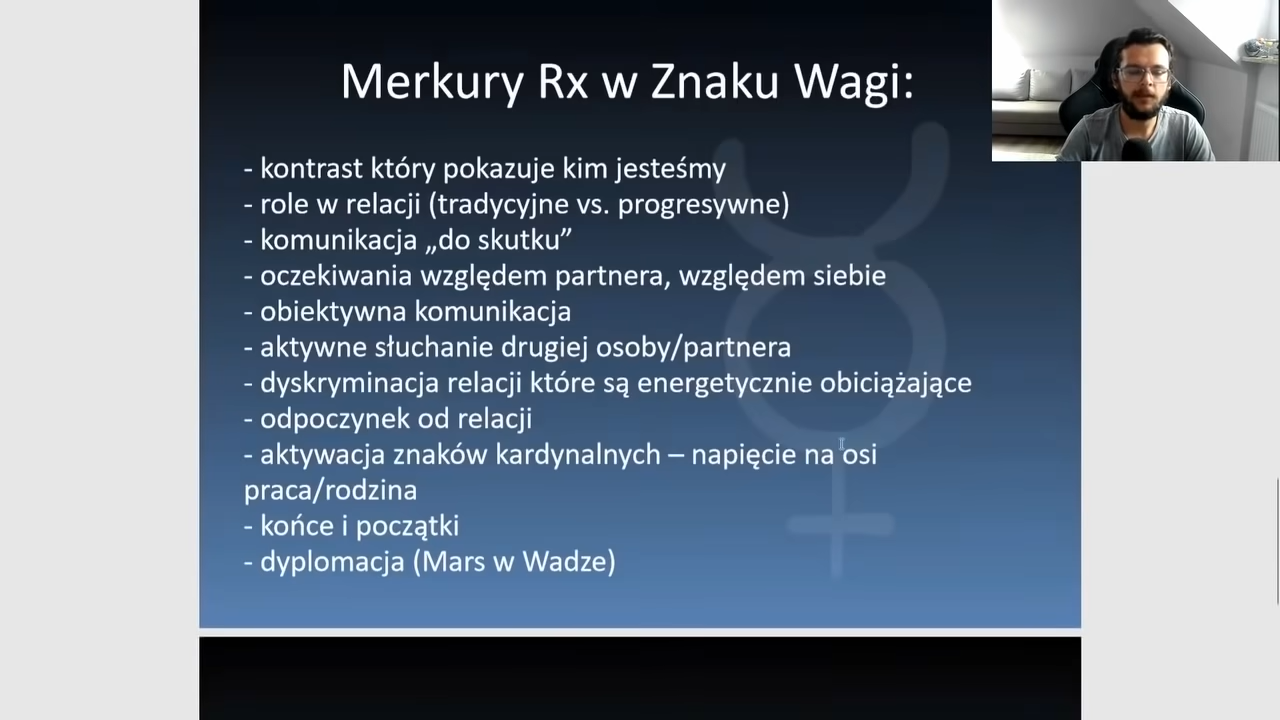 Merkury Rx w Znaku Wagi:
- kontrast który pokazuje kim jesteśmy
- role w relacji (tradycyjne vs. progresywne)
- komunikacja „do skutku”
- oczekiwania względem partnera, względem siebie
- obiektywna komunikacja
- aktywne słuchanie drugiej osoby/partnera
- dyskryminacja relacji które są energetycznie obiciążające
- odpoczynek od relacji
- aktywacja znaków kardynalnych – napięcie na osi
praca/rodzina
- końce i początki
- dyplomacja (Mars w Wadze)